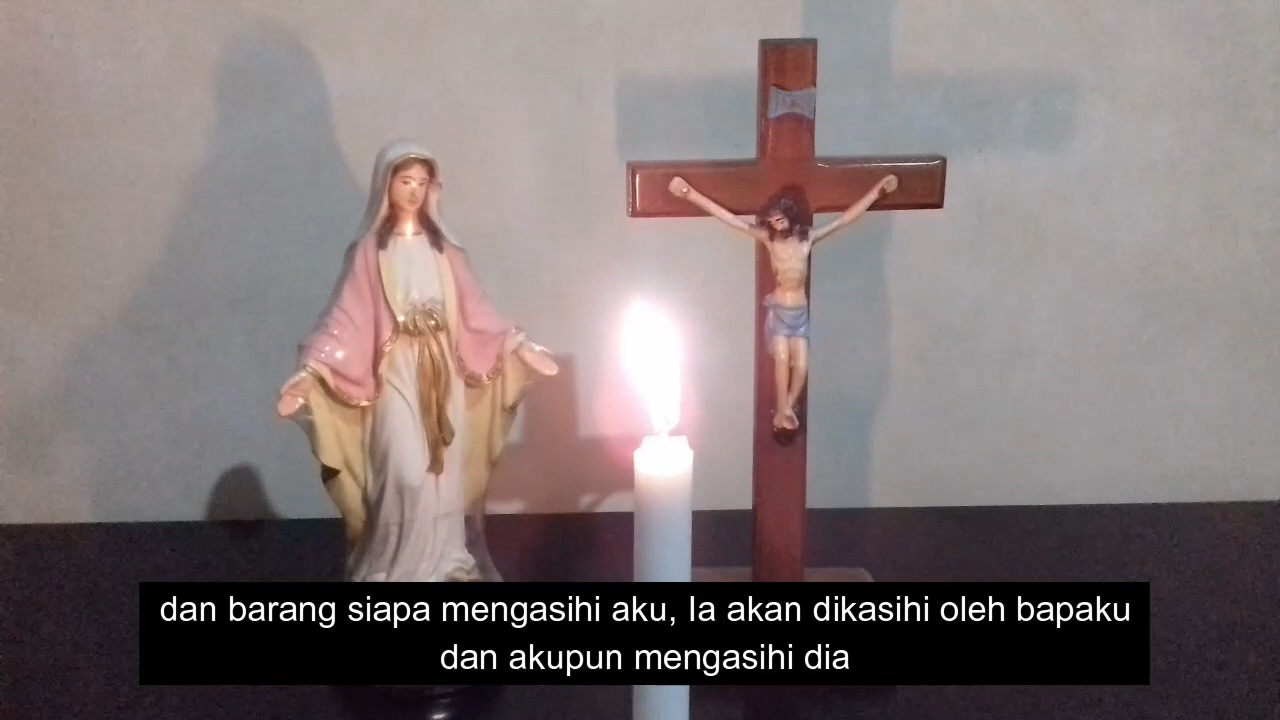 dan barang siapa mengasihi aku, Ia akan dikasihi oleh bapaku
dan akupun mengasihi dia